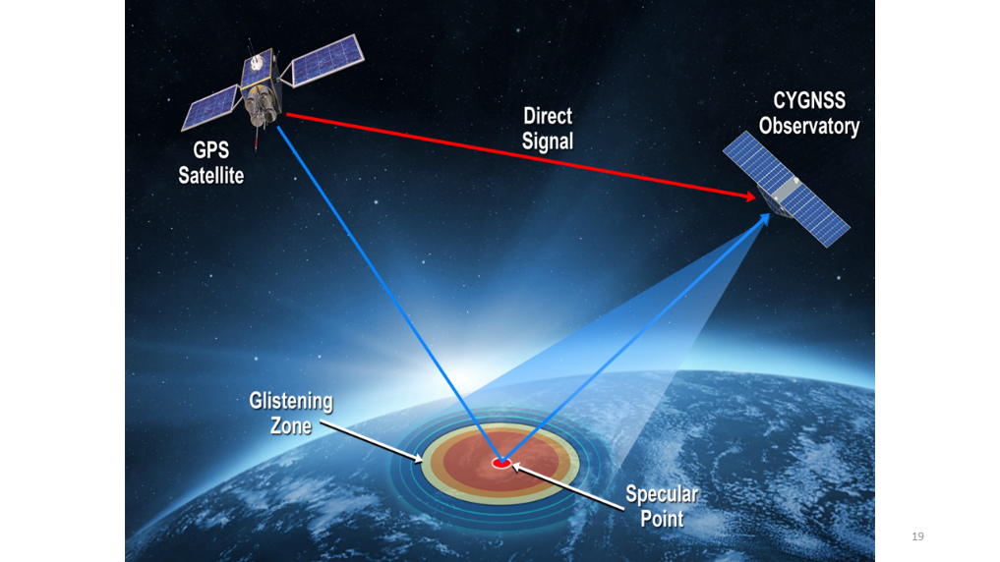 CYGNSS
Observatory
Direct
Signal
GPS
Satellite
Glistening
Zone
Specular
Point
19